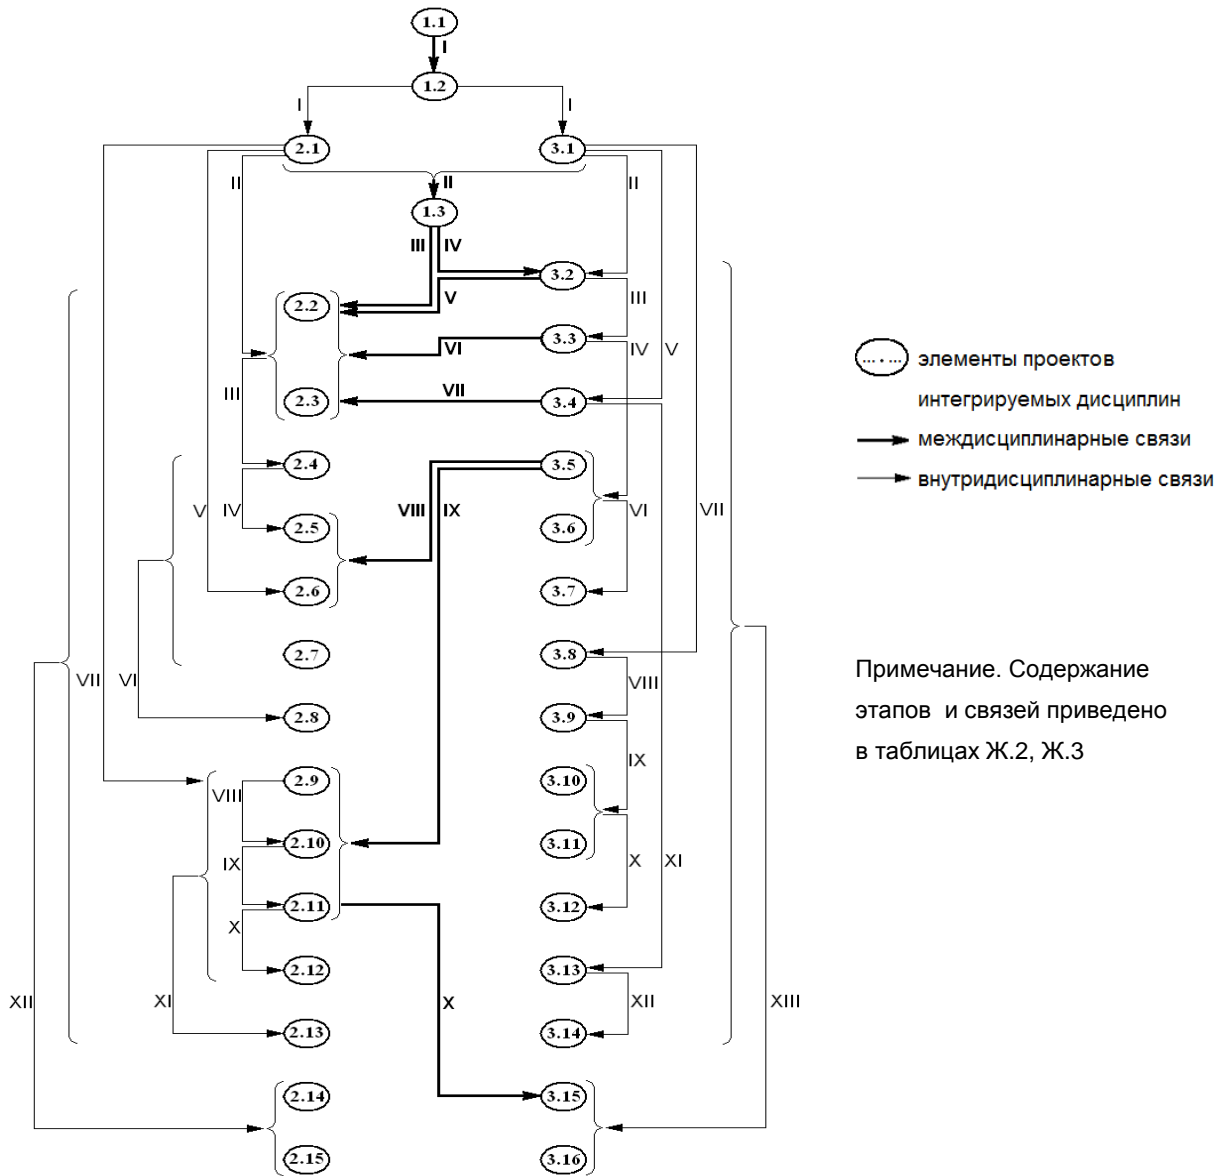 1.1
I
1.2
I I
2.1 3.1
II II II
1.3
III IV
3.2
2.2 V III
3.3
VI IV V
III VII
2.3 3.4
2.4 3.5
V IV VIII IX VI VII
2.5 3.6
2.6 3.7
2.7 3.8
VII VI VIII
2.8 3.9
IX
2.9 3.10
VIII
2.10 3.11
IX X XI
2.11 3.12
X
2.12 3.13
XII XI X XII XIII
2.13 3.14
2.14 3.15
2.15 3.16
... . ... элементы проектов
интегрируемых дисциплин
междисциплинарные связи
внутридисциплинарные связи
Примечание. Содержание
этапов и связей приведено
в таблицах Ж.2, Ж.3